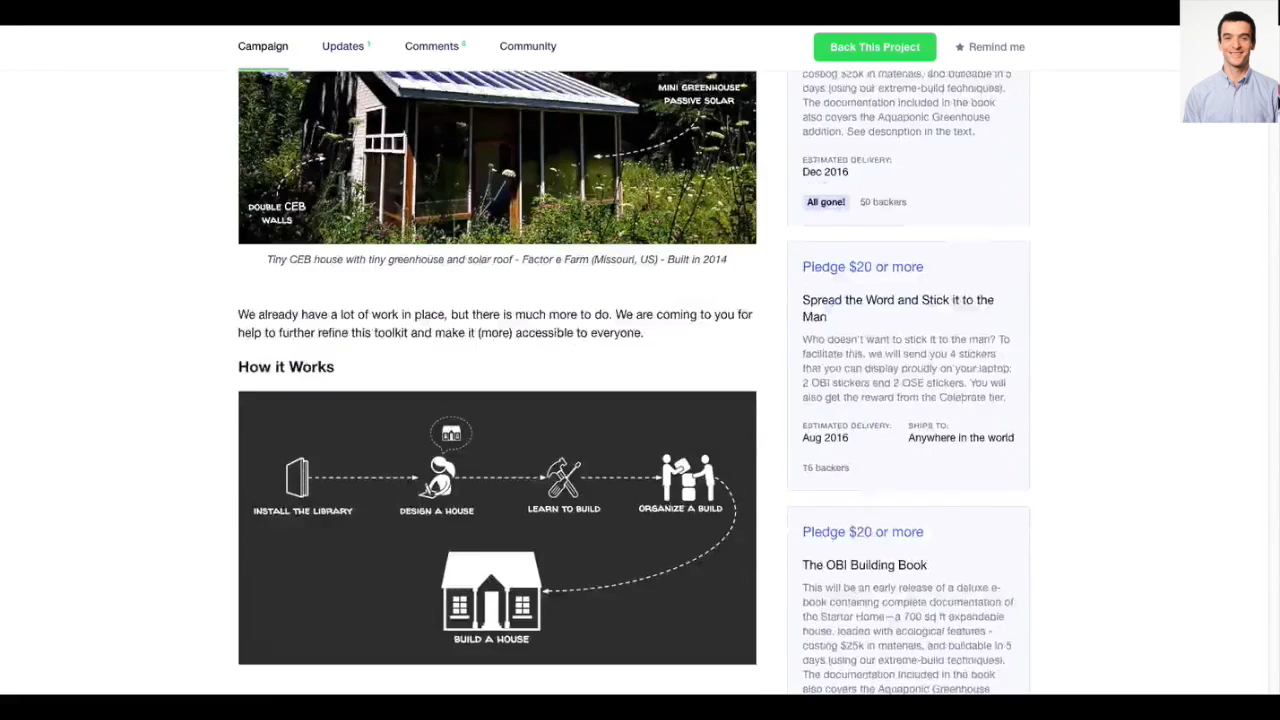 Campaign
Updates 1
Comments 6
Community
Back This Project
Remind me
MINI GREENHOUSE
PASSIVE SOLAR
DOUBLE CEB
WALLS
Tiny CEB house with tiny greenhouse and solar roof - Factor e Farm (Missouri, US) - Built in 2014
We already have a lot of work in place, but there is much more to do. We are coming to you for
help to further refine this toolkit and make it (more) accessible to everyone.
How it Works
INSTALL THE LIBRARY
DESIGN A HOUSE
LEARN TO BUILD
ORGANIZE A BUILD
BUILD A HOUSE
costing $25k in materials, and buildable in 5
days (using our extreme-build techniques).
The documentation included in the book
also covers the Aquaponic Greenhouse
addition. See description in the text.
ESTIMATED DELIVERY:
Dec 2016
All gone!
50 backers
Pledge $20 or more
Spread the Word and Stick it to the
Man
Who doesn't want to stick it to the man? To
facilitate this, we will send you 4 stickers
that you can display proudly on your laptop:
2 OBI stickers and 2 OSE stickers. You will
also get the reward from the Celebrate tier.
ESTIMATED DELIVERY:
Aug 2016
SHIPS TO:
Anywhere in the world
16 backers
Pledge $20 or more
The OBI Building Book
This will be an early release of a deluxe e-
book containing complete documentation of
the Starter Home—a 700 sq ft expandable
house, loaded with ecological features -
costing $25k in materials, and buildable in 5
days (using our extreme-build techniques).
The documentation included in the book
also covers the Aquaponic Greenhouse